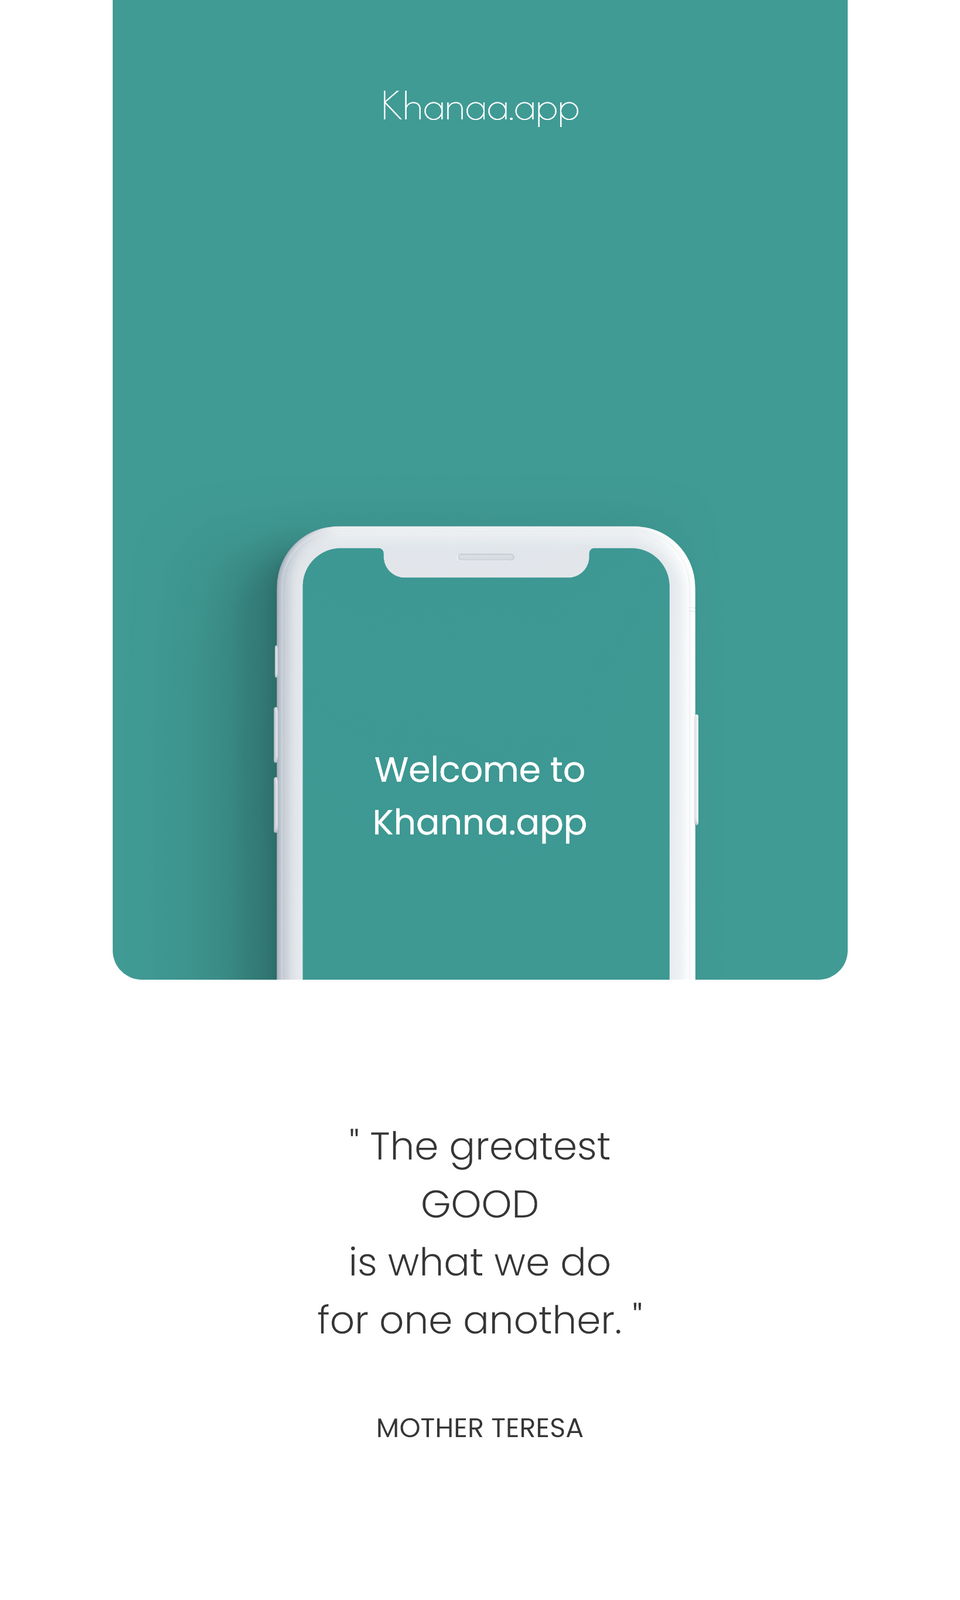 Khanaa.app
Welcome to
Khanna.app
" The greatest
GOOD
is what we do
for one another. "
MOTHER TERESA